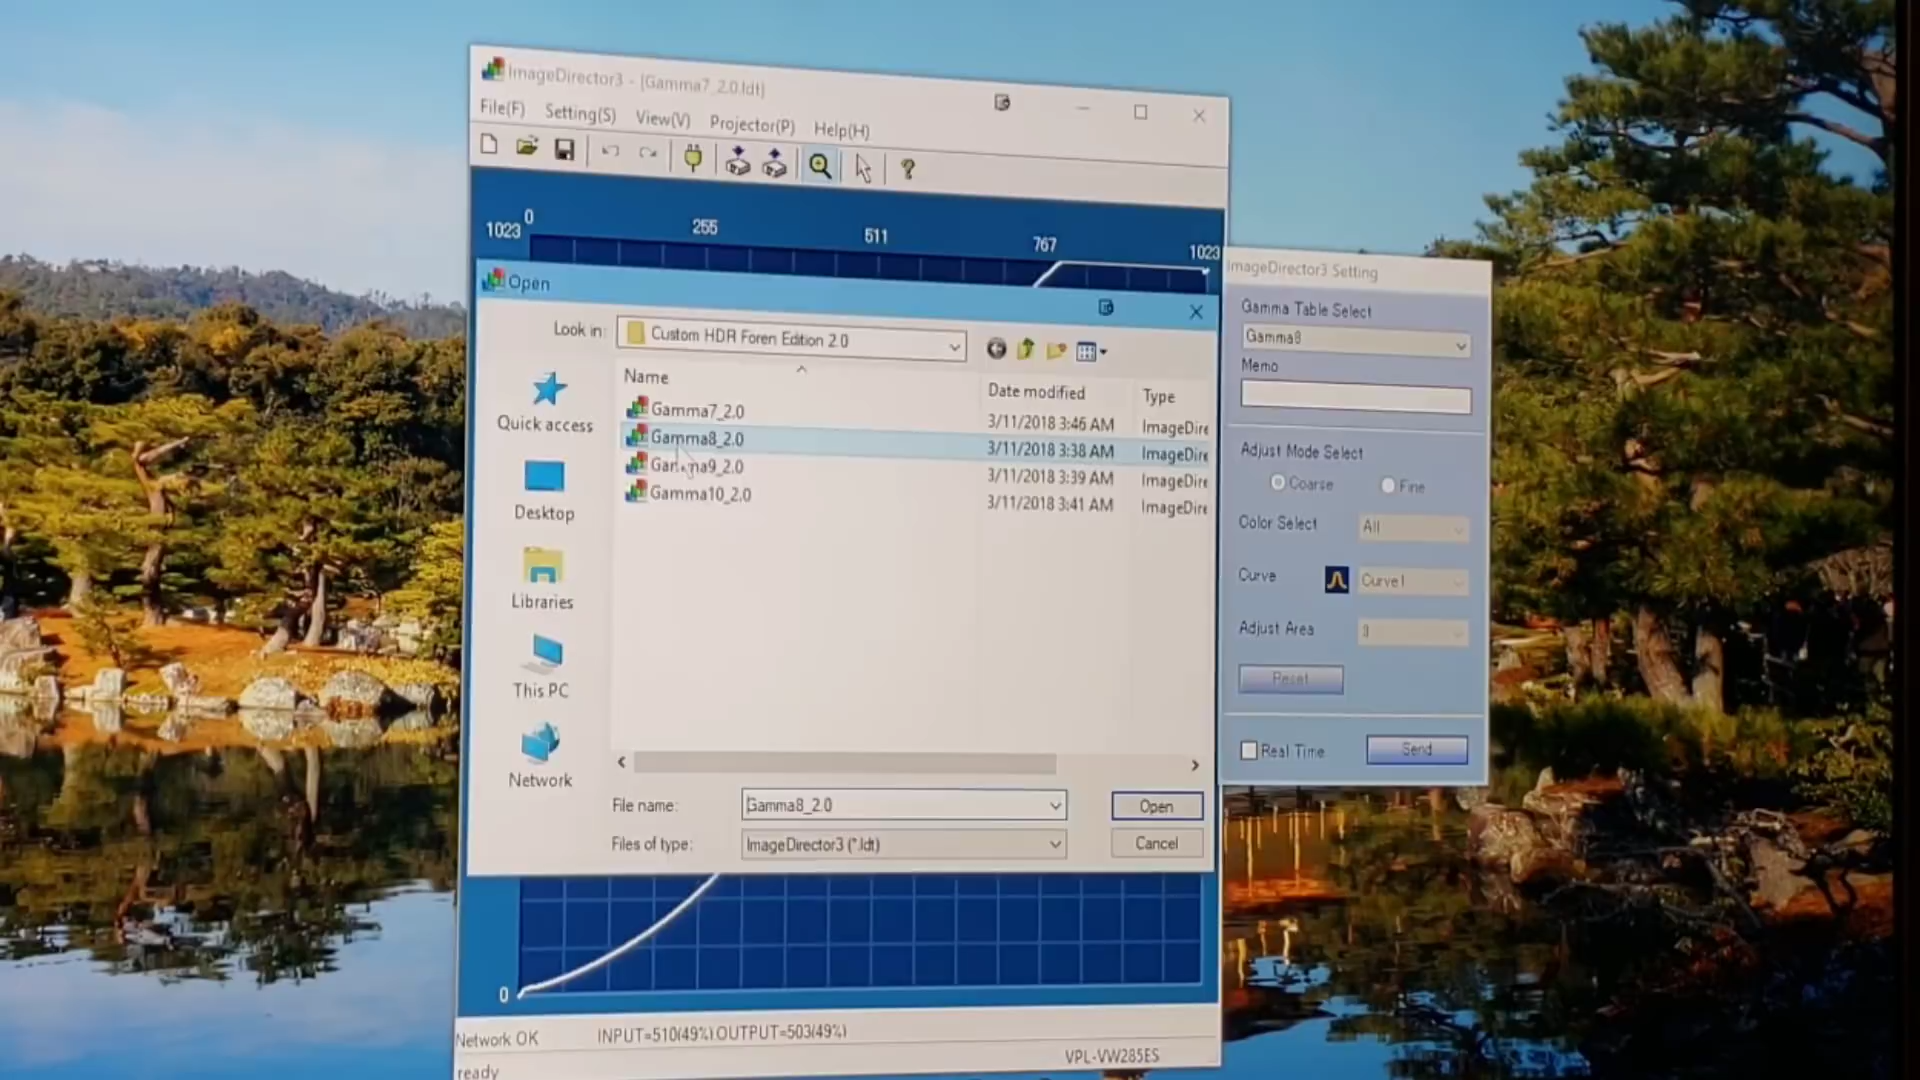 ImageDirector3 - [Gamma7_2.0.ldt]
File(F) Setting(S) View(V) Projector(P) Help(H)
0 255 511 767 1023
1023
Open
Look in: Custom HDR Foren Edition 2.0
Name Date modified Type
Gamma7_2.0 3/11/2018 3:46 AM ImageDire
Gamma8_2.0 3/11/2018 3:38 AM ImageDire
Gamma9_2.0 3/11/2018 3:39 AM ImageDire
Gamma10_2.0 3/11/2018 3:41 AM ImageDire
Quick access
Desktop
Libraries
This PC
Network
File name: Gamma8_2.0 Open
Files of type: ImageDirector3 (*.ldt) Cancel
0
Network OK INPUT=510(49%) OUTPUT=503(49%)
VPL-VW285ES
ready
ImageDirector3 Setting
Gamma Table Select
Gamma8
Memo
Adjust Mode Select
Coarse Fine
Color Select All
Curve Curve1
Adjust Area
Reset
Real Time Send